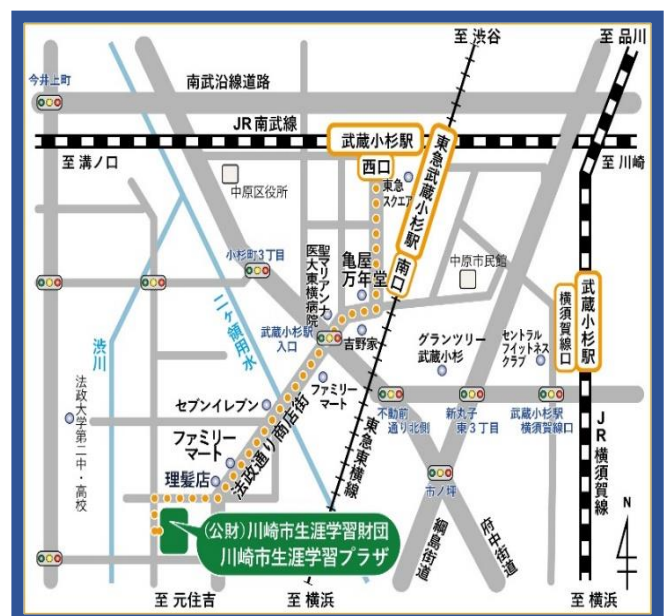 至 渋谷
至 品川
今井上町
南武沿線道路
JR南武線
武蔵小杉駅
西口
東急武蔵小杉駅
至 溝ノ口
至 川崎
中原区役所
東急
スクエア
小杉町3丁目
聖マリアンナ
医大東横病院
亀屋
万年堂
南口
中原市民館
武蔵小杉駅
横須賀線口
二ヶ領用水
武蔵小杉駅
入口
吉野家
グランツリー
武蔵小杉
セントラル
フィットネス
クラブ
渋川
ファミリー
マート
セブンイレブン
不動前
通り北側
新丸子
東3丁目
武蔵小杉駅
横須賀線口
法政大学第二中・高校
ファミリー
マート
法政通り商店街
東急東横線
JR横須賀線
理髪店
市ノ坪
N
(公財)川崎市生涯学習財団
川崎市生涯学習プラザ
綱島街道
府中街道
至 元住吉
至 横浜
至 横浜